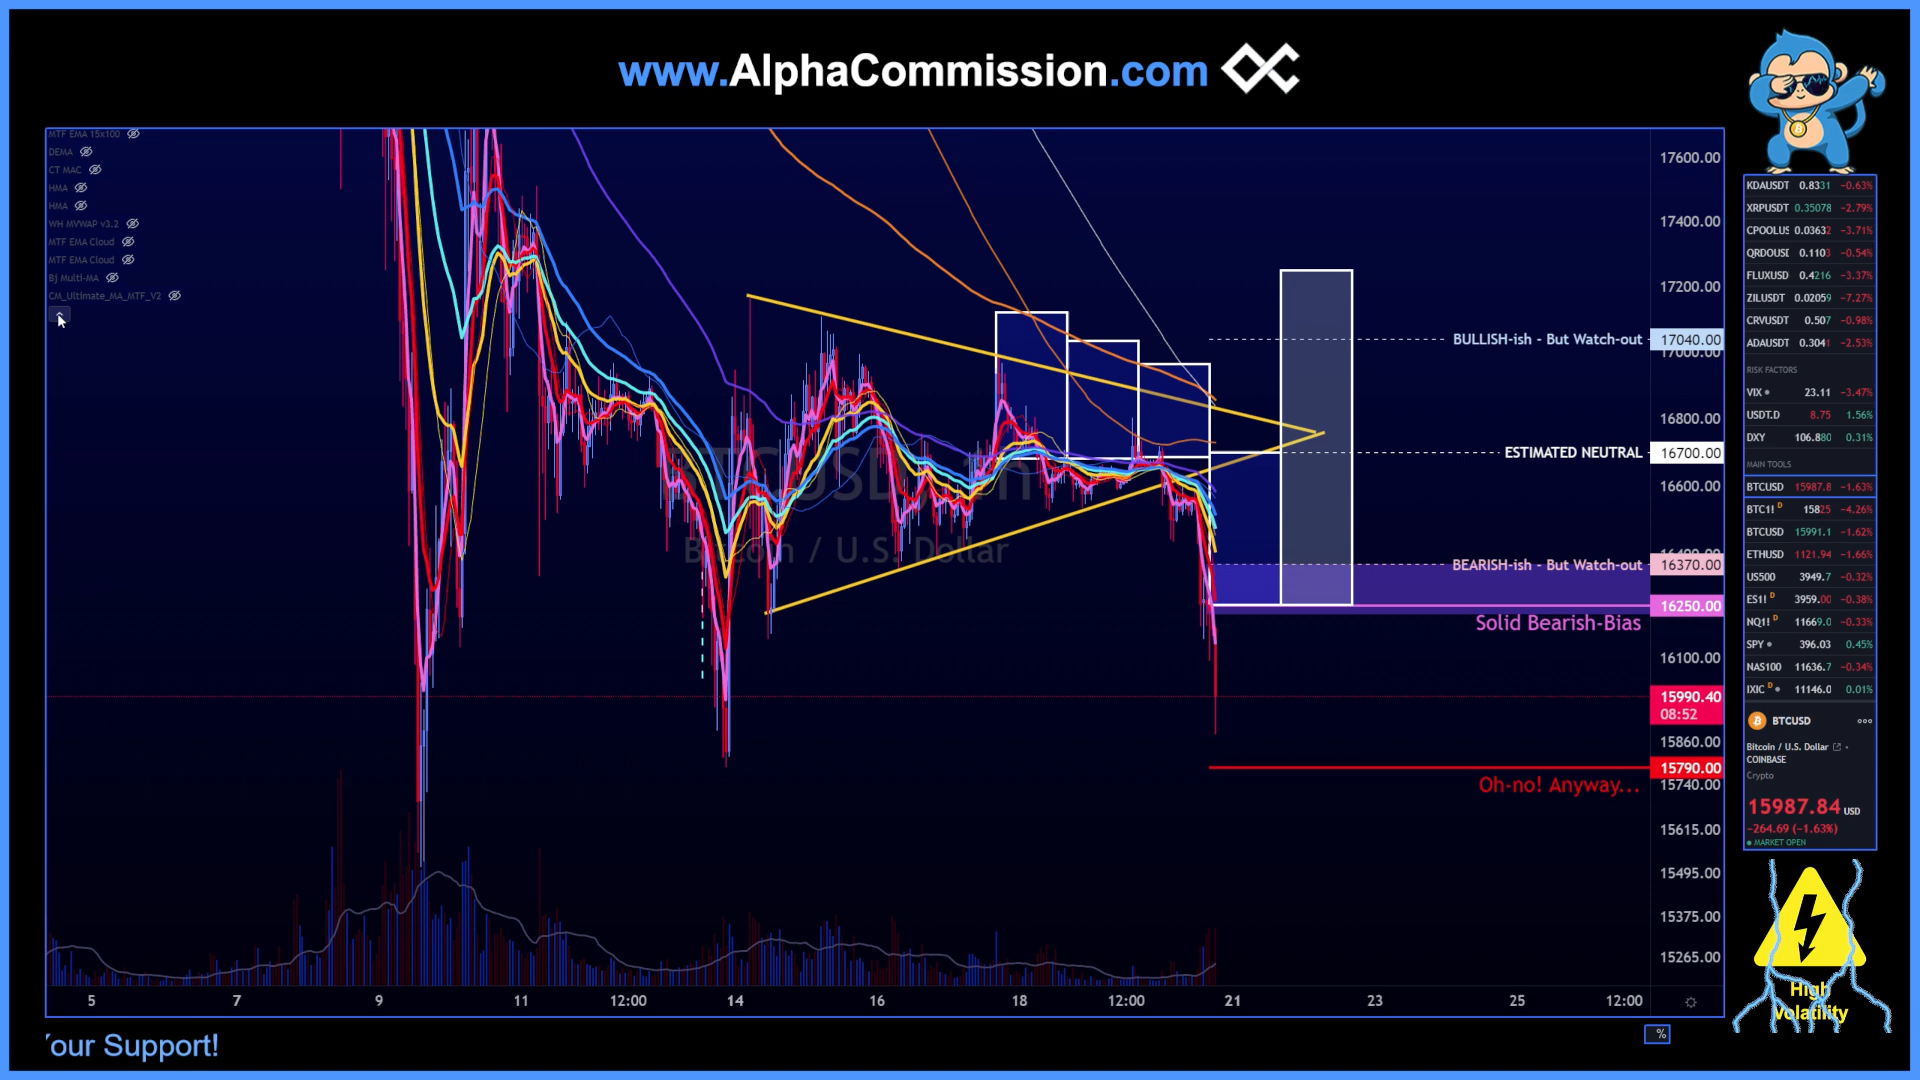 www.AlphaCommission.com
MTF EMA 15x100
DEMA
CT MAC
HMA
HMA
WH MVWAP v3.2
MTF EMA Cloud
MTF EMA Cloud
BJ Multi-MA
CM_Ultimate_MA_MTF_V2
Bitcoin / U.S. Dollar
17600.00
17400.00
17200.00
BULLISH-ish - But Watch-out 17040.00
17000.00
16800.00
ESTIMATED NEUTRAL 16700.00
16600.00
16400.00
BEARISH-ish - But Watch-out 16370.00
16250.00
Solid Bearish-Bias
16100.00
15990.40
08:52
15860.00
15790.00
Oh-no! Anyway...
15740.00
15615.00
15495.00
15375.00
15265.00
5 7 9 11 12:00 14 16 18 12:00 21 23 25 12:00
KDAUSDT 0.8331 −0.63%
XRPUSDT 0.35078 −2.79%
CPOOLUS 0.03632 −3.71%
QRDOUSD 0.1103 −0.54%
FLUXUSD 0.4216 −3.37%
ZILUSDT 0.02059 −7.27%
CRVUSDT 0.507 −0.98%
ADAUSDT 0.3041 −2.53%
RISK FACTORS
VIX 23.11 −3.47%
USDT.D 8.75 1.56%
DXY 106.880 0.31%
MAIN TOOLS
BTCUSD 15987.8 −1.63%
BTC1! D 15825 −4.26%
BTCUSD 15991.1 −1.62%
ETHUSD 1121.94 −1.66%
US500 3949.7 −0.32%
ES1! D 3959.00 −0.38%
NQ1! D 11669.0 −0.33%
SPY 396.03 0.45%
NAS100 11636.7 −0.34%
IXIC D 11146.0 0.01%
BTCUSD
Bitcoin / U.S. Dollar
COINBASE
Crypto
15987.84 USD
−264.69 (−1.63%)
MARKET OPEN
High
Volatility
our Support!
%